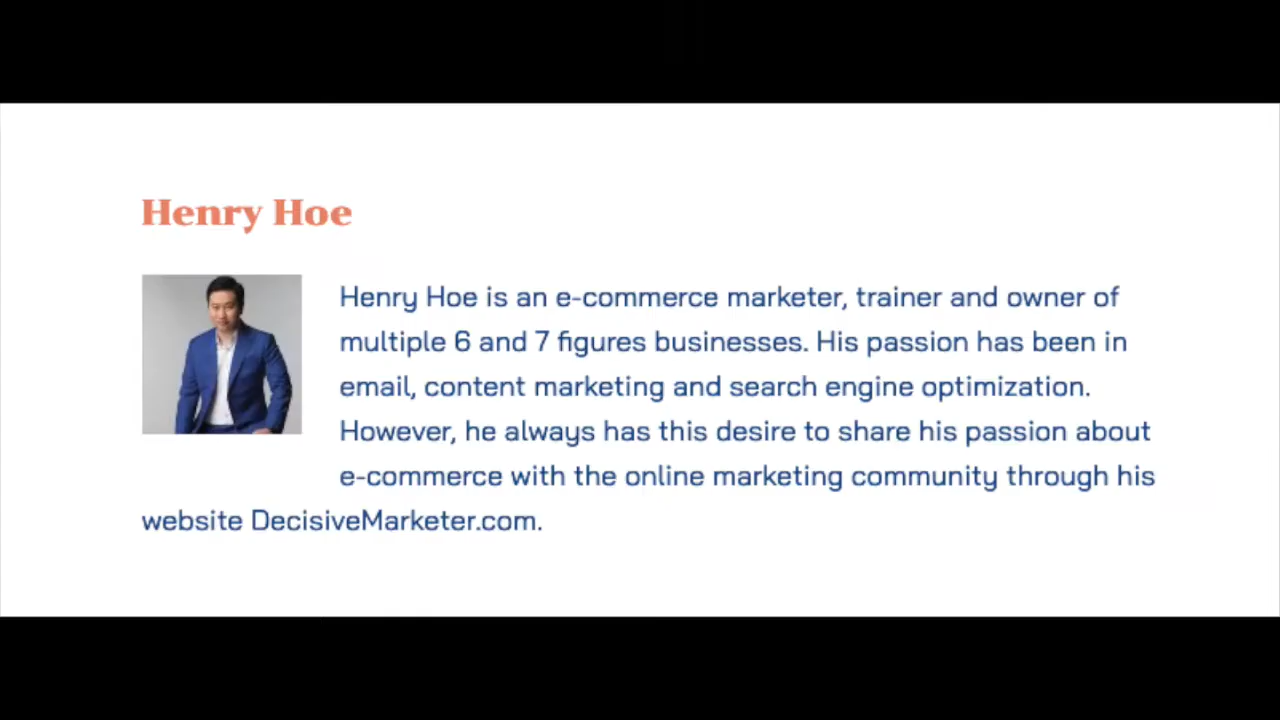 Henry Hoe
Henry Hoe is an e-commerce marketer, trainer and owner of
multiple 6 and 7 figures businesses. His passion has been in
email, content marketing and search engine optimization.
However, he always has this desire to share his passion about
e-commerce with the online marketing community through his
website DecisiveMarketer.com.